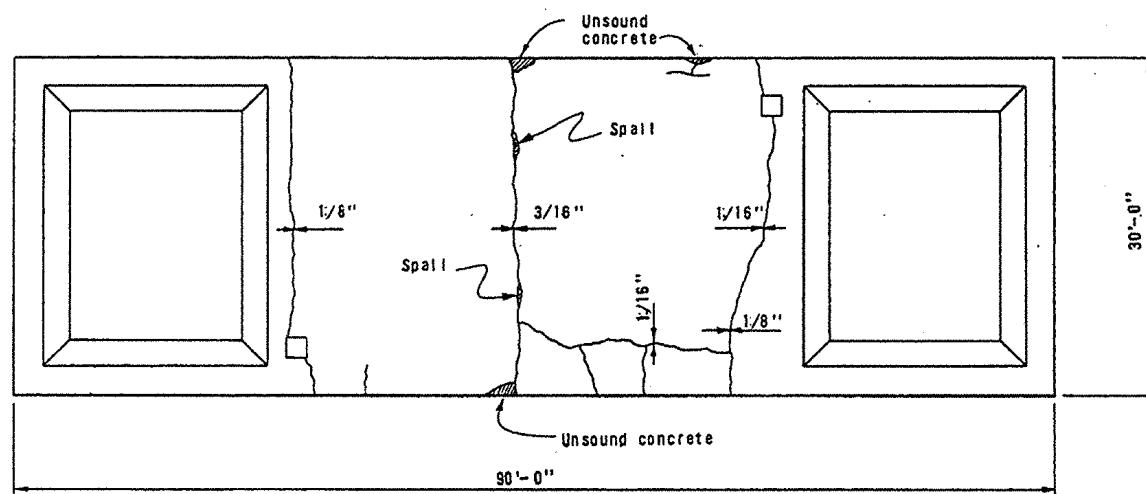 Unsound
concrete
Spall
1/8"
3/16"
1/16"
30'-0"
Spall
1/16"
1/8"
Unsound concrete
90'-0"